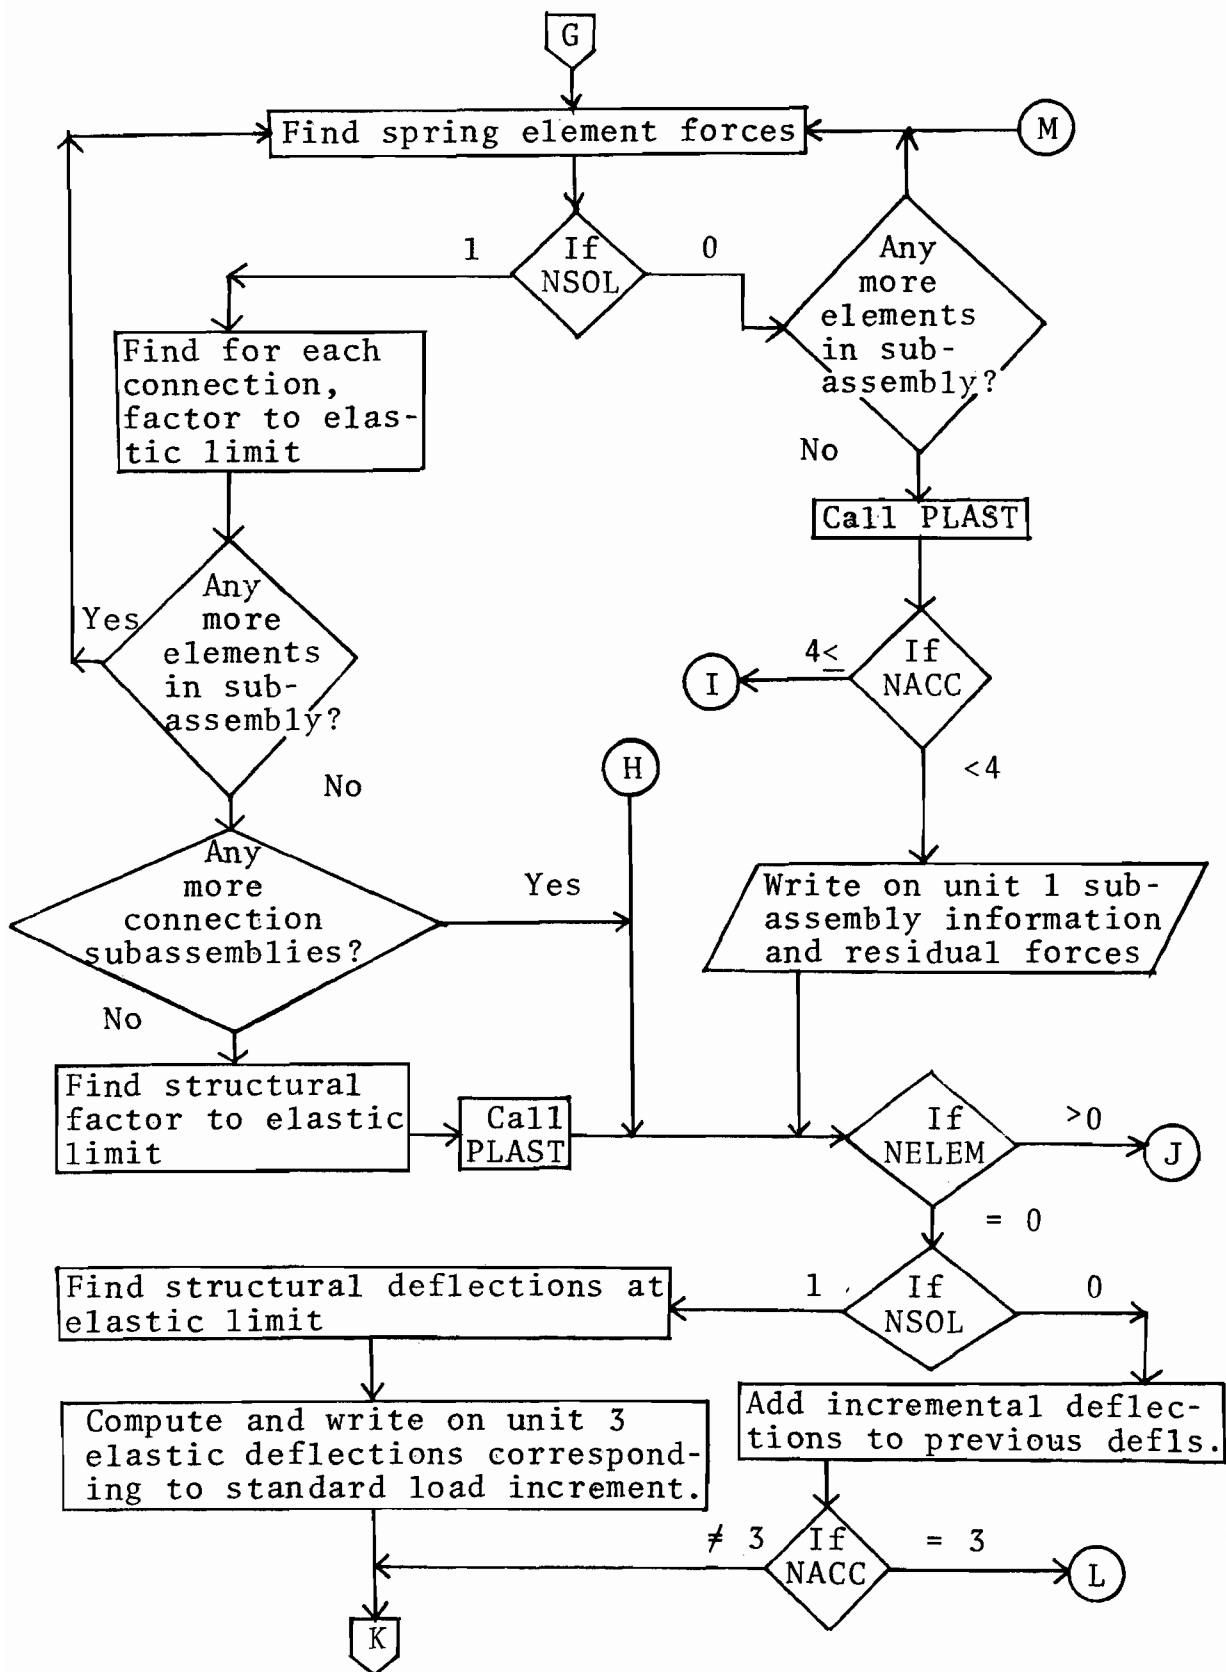 G
Find spring element forces
M
1
If
NSOL
0
Any
more
elements
in sub-
assembly?
Find for each
connection,
factor to elas-
tic limit
No
Call PLAST
Yes
Any
more
elements
in sub-
assembly?
4≤
I
If
NACC
No
H
<4
Any
more
connection
subassemblies?
Yes
Write on unit 1 sub-
assembly information
and residual forces
No
Find structural
factor to elastic
limit
Call
PLAST
If
NELEM
>0
J
= 0
Find structural deflections at
elastic limit
1
If
NSOL
0
Compute and write on unit 3
elastic deflections correspond-
ing to standard load increment.
Add incremental deflec-
tions to previous defls.
≠ 3
If
NACC
= 3
L
K